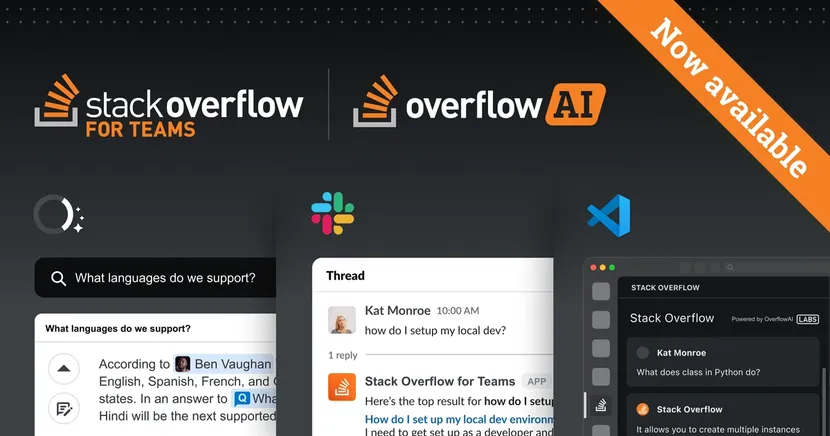 Now available
stackoverflow
FOR TEAMS
overflow AI
What languages do we support?
What languages do we support?
According to Ben Vaughan
English, Spanish, French, and
states. In an answer to Q Wha
Hindi will be the next supported
Thread
Kat Monroe 10:00 AM
how do I setup my local dev?
1 reply
Stack Overflow for Teams APP
Here's the top result for how do I setu
How do I set up my local dev environm
I need to get set up as a developer and
STACK OVERFLOW
Stack Overflow Powered by OverflowAI LABS
Kat Monroe
What does class in Python do?
Stack Overflow
It allows you to create multiple instances